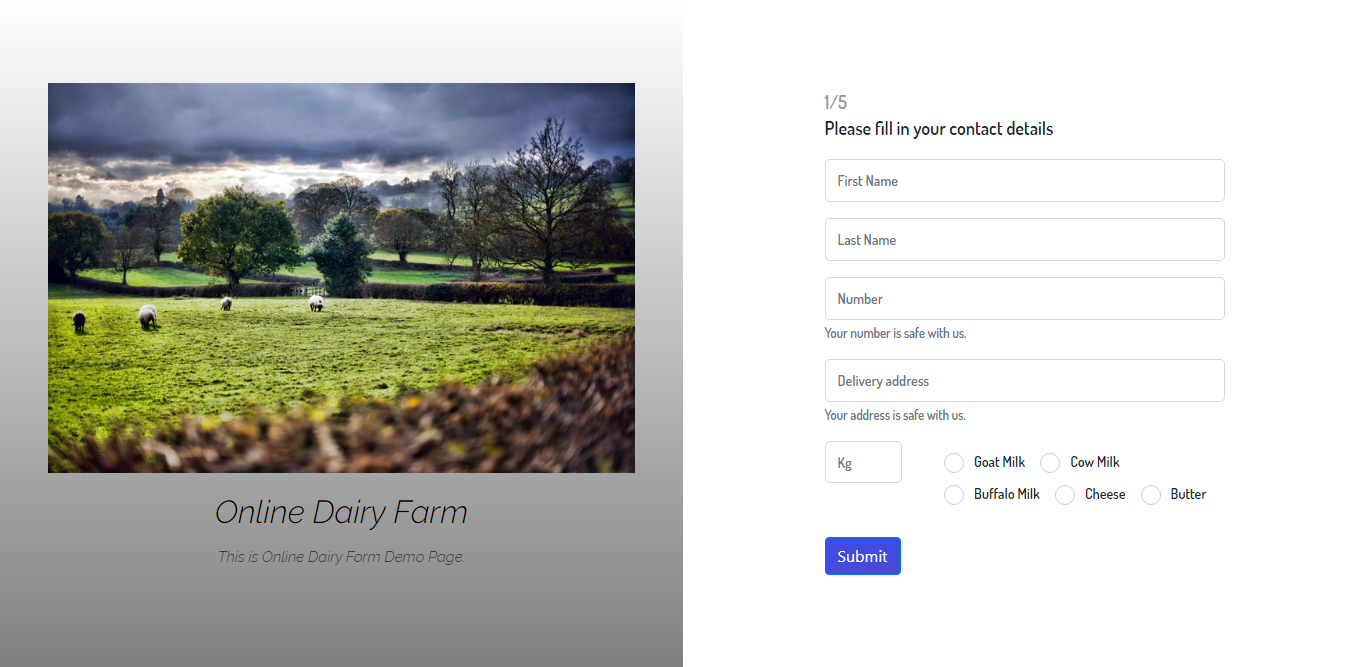 Online Dairy Farm
This is Online Dairy Form Demo Page.
1/5
Please fill in your contact details
First Name
Last Name
Number
Your number is safe with us.
Delivery address
Your address is safe with us.
Kg
Goat Milk Cow Milk
Buffalo Milk Cheese Butter
Submit